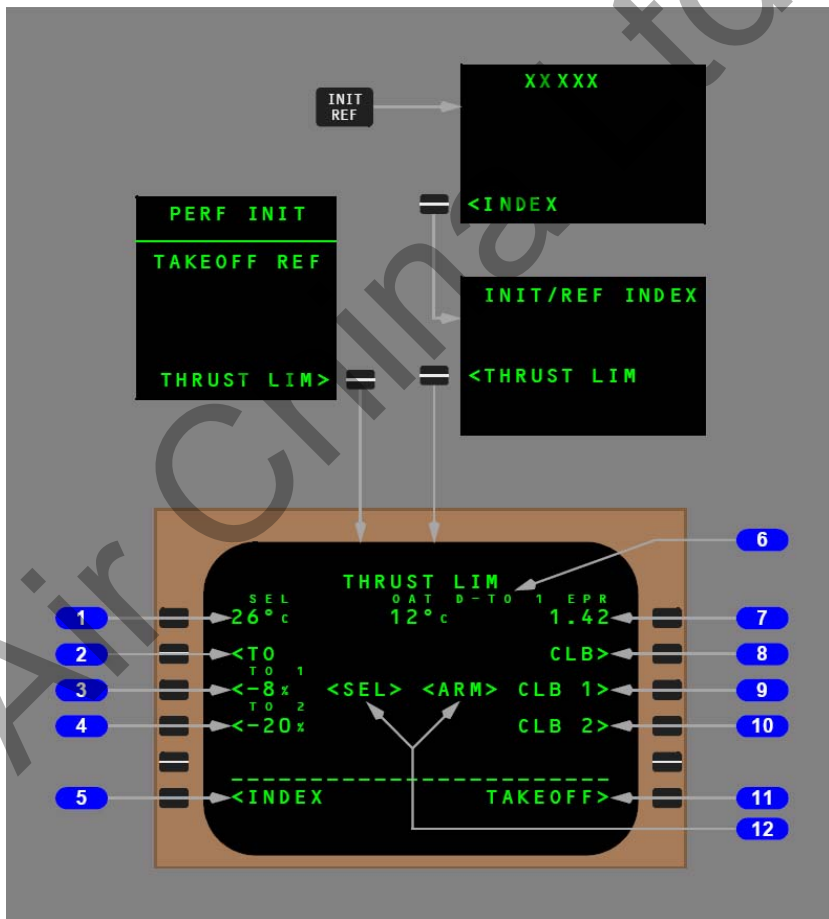 Air China Ltd
INIT
REF
XXXXX
<INDEX
PERF INIT
TAKEOFF REF
THRUST LIM>
INIT/REF INDEX
<THRUST LIM
6
THRUST LIM
SEL OAT D-TO 1 EPR
1 26°c 12°c 1.42 7
2 <TO CLB> 8
TO 1
3 <-8% <SEL> <ARM> CLB 1> 9
TO 2
4 <-20% CLB 2> 10
------------------------
5 <INDEX TAKEOFF> 11
12